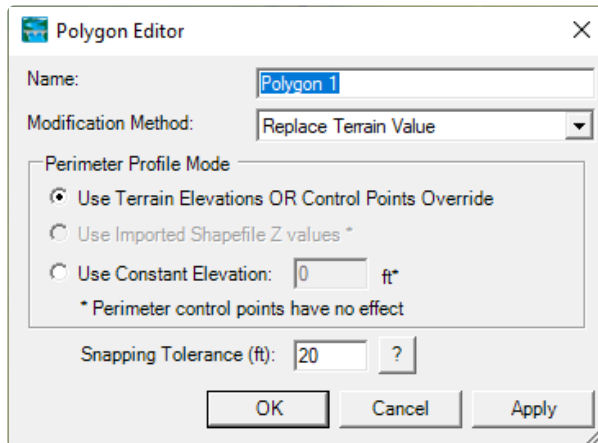 Polygon Editor
Name: Polygon 1
Modification Method: Replace Terrain Value
Perimeter Profile Mode
Use Terrain Elevations OR Control Points Override
Use Imported Shapefile Z values *
Use Constant Elevation: 0 ft*
* Perimeter control points have no effect
Snapping Tolerance (ft): 20 ?
OK Cancel Apply